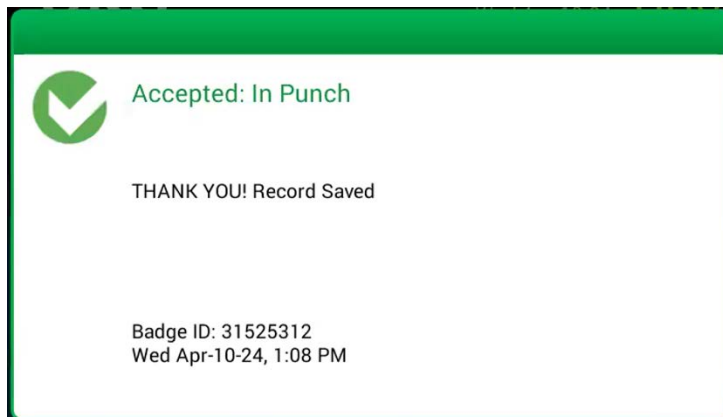 Accepted: In Punch
THANK YOU! Record Saved
Badge ID: 31525312
Wed Apr-10-24, 1:08 PM